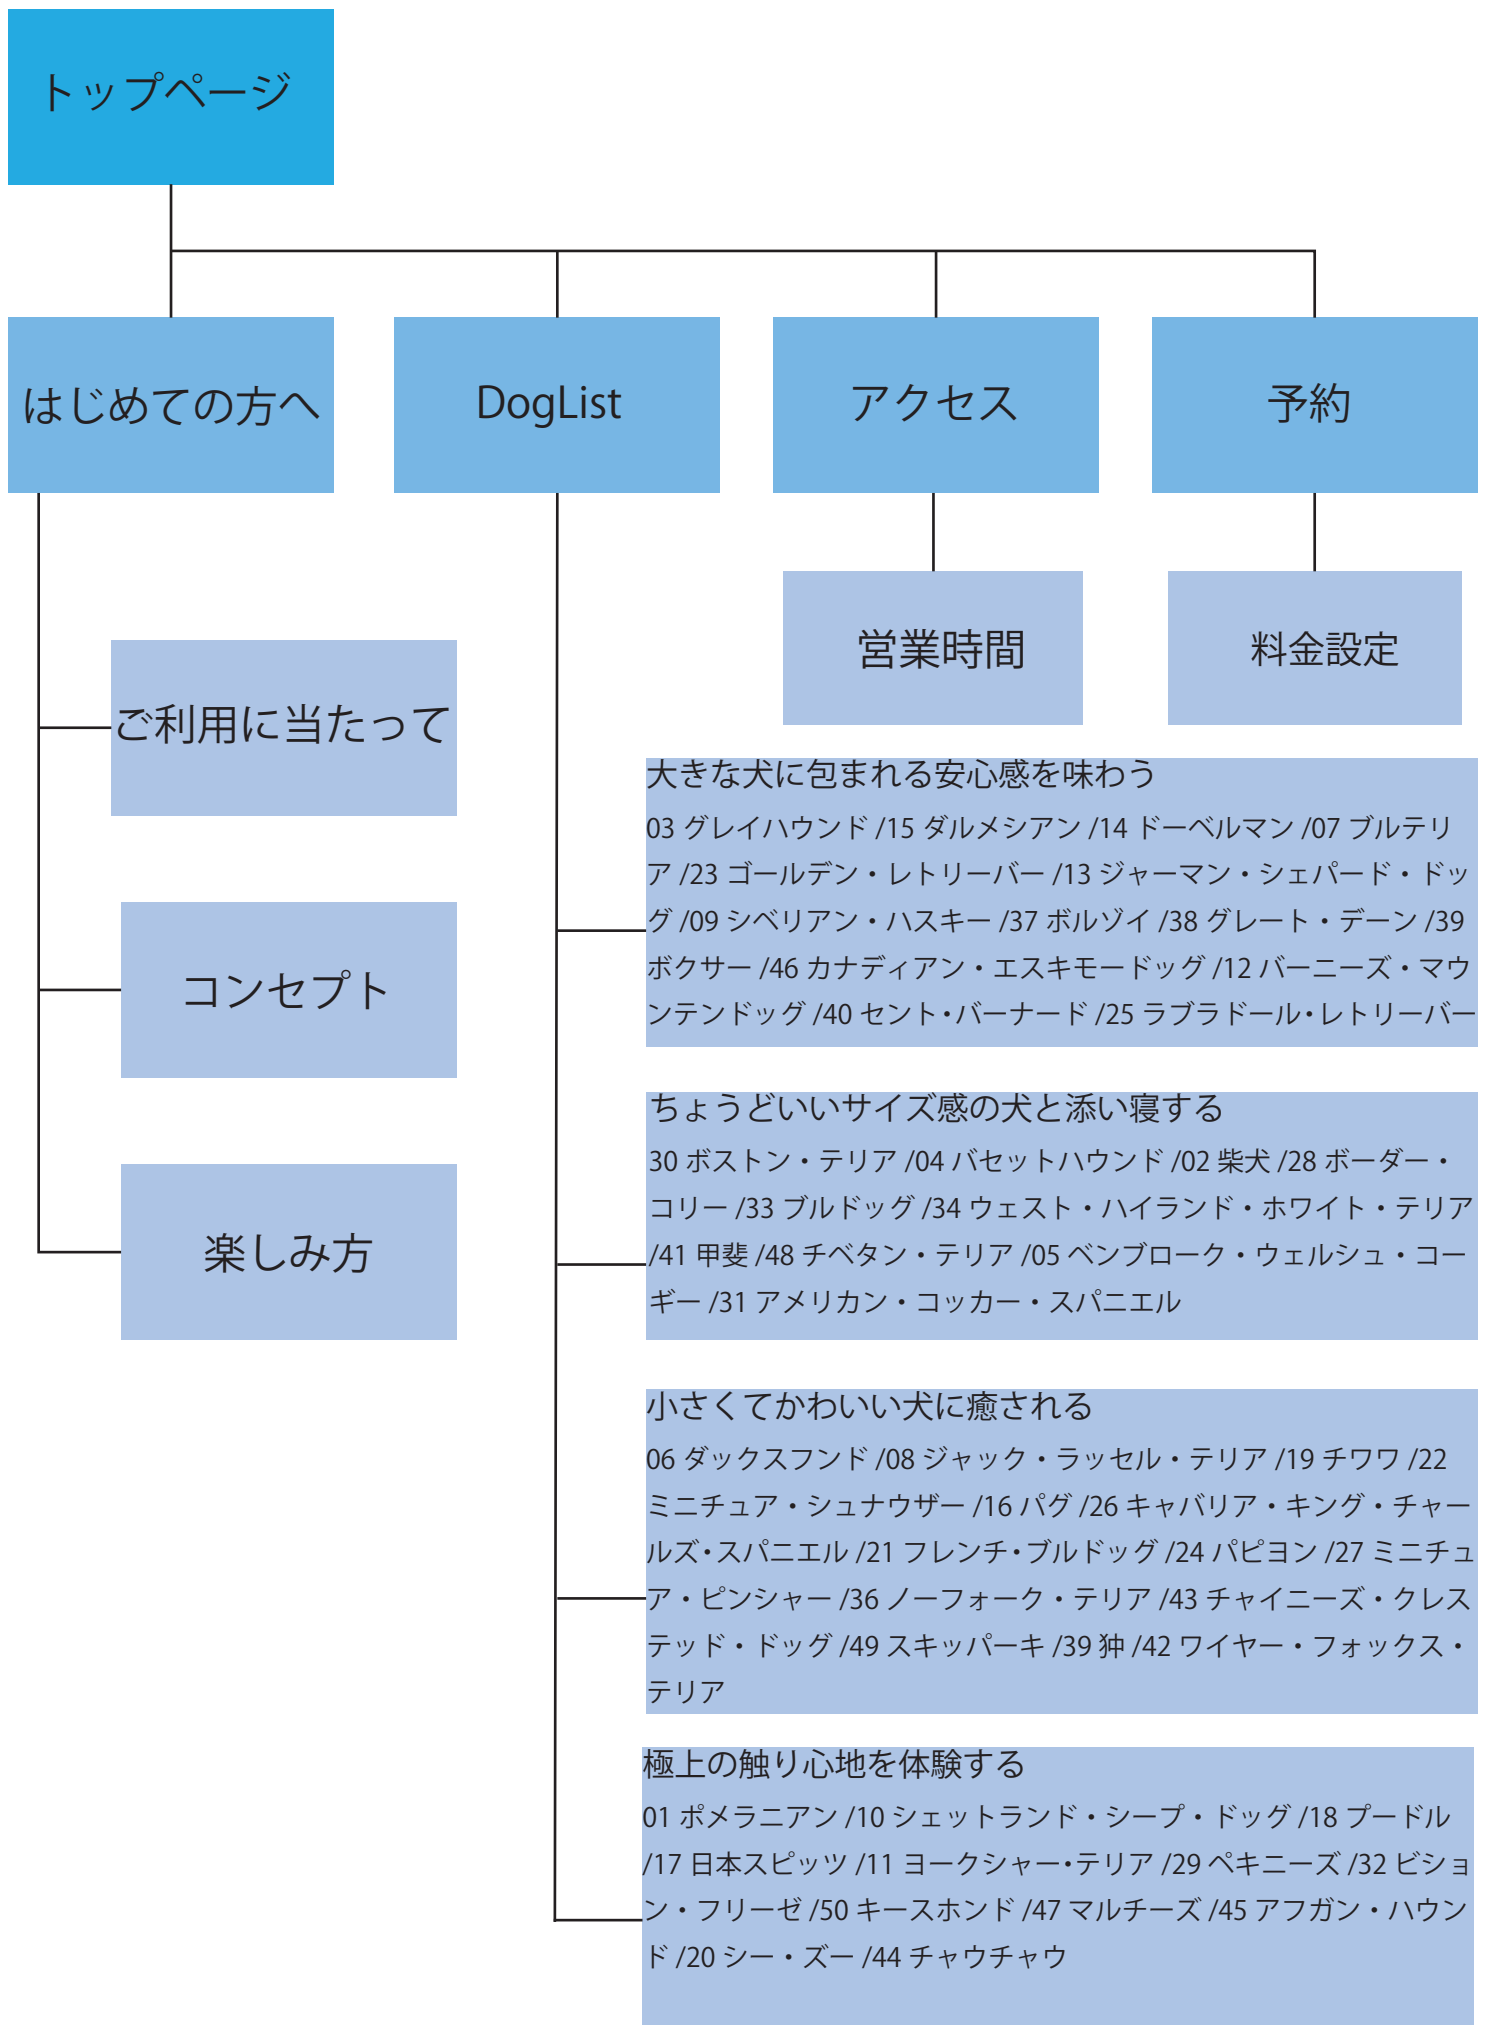 トップページ
はじめての方へ
DogList
アクセス
予約
営業時間
料金設定
ご利用に当たって
コンセプト
楽しみ方
大きな犬に包まれる安心感を味わう
03 グレイハウンド /15 ダルメシアン /14 ドーベルマン /07 ブルテリ
ア /23 ゴールデン・レトリーバー /13 ジャーマン・シェパード・ドッ
グ /09 シベリアン・ハスキー /37 ボルゾイ /38 グレート・デーン /39
ボクサー /46 カナディアン・エスキモードッグ /12 バーニーズ・マウ
ンテンドッグ /40 セント・バーナード /25 ラブラドール・レトリーバー
ちょうどいいサイズ感の犬と添い寝する
30 ボストン・テリア /04 バセットハウンド /02 柴犬 /28 ボーダー・
コリー /33 ブルドッグ /34 ウェスト・ハイランド・ホワイト・テリア
/41 甲斐 /48 チベタン・テリア /05 ベンブローク・ウェルシュ・コー
ギー /31 アメリカン・コッカー・スパニエル
小さくてかわいい犬に癒される
06 ダックスフンド /08 ジャック・ラッセル・テリア /19 チワワ /22
ミニチュア・シュナウザー /16 パグ /26 キャバリア・キング・チャー
ルズ・スパニエル /21 フレンチ・ブルドッグ /24 パピヨン /27 ミニチュ
ア・ピンシャー /36 ノーフォーク・テリア /43 チャイニーズ・クレス
テッド・ドッグ /49 スキッパーキ /39 狆 /42 ワイヤー・フォックス・
テリア
極上の触り心地を体験する
01 ポメラニアン /10 シェットランド・シープ・ドッグ /18 プードル
/17 日本スピッツ /11 ヨークシャー・テリア /29 ペキニーズ /32 ビショ
ン・フリーゼ /50 キースホンド /47 マルチーズ /45 アフガン・ハウン
ド /20 シー・ズー /44 チャウチャウ